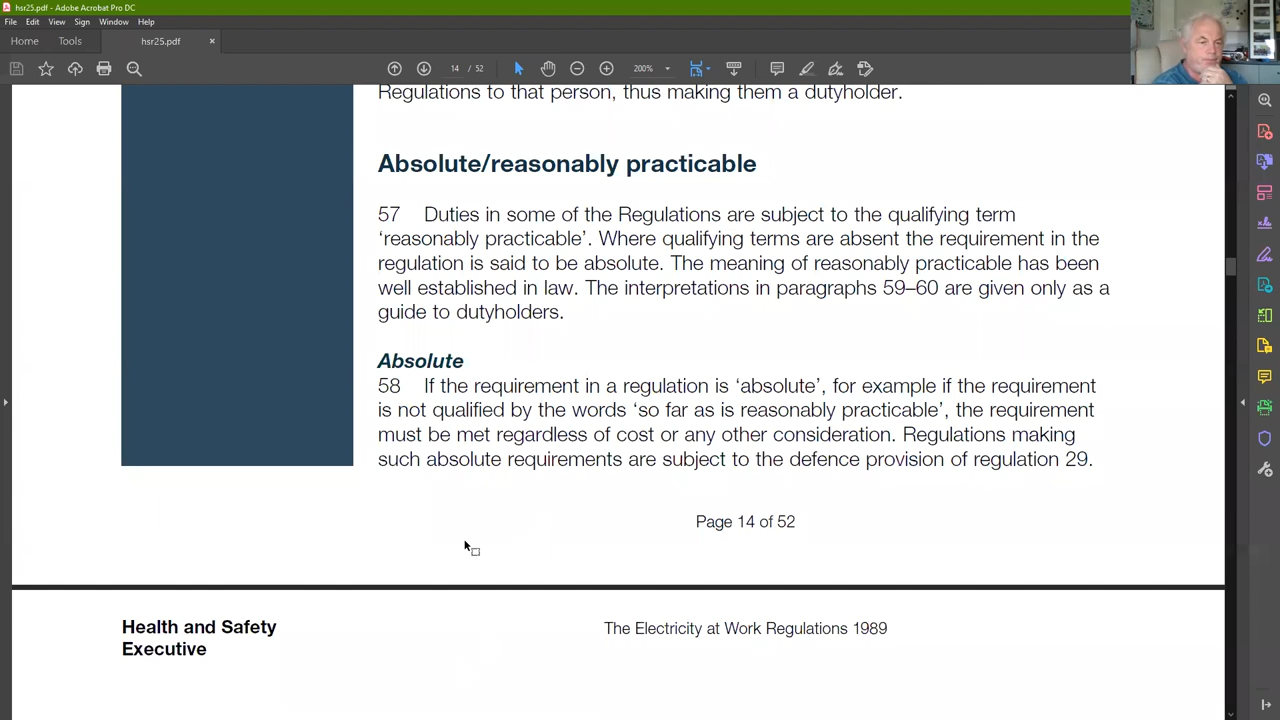 hsr25.pdf - Adobe Acrobat Pro DC
File Edit View Sign Window Help
Home Tools hsr25.pdf ×
14 / 52 200%
Regulations to that person, thus making them a dutyholder.
Absolute/reasonably practicable
57 Duties in some of the Regulations are subject to the qualifying term
‘reasonably practicable’. Where qualifying terms are absent the requirement in the
regulation is said to be absolute. The meaning of reasonably practicable has been
well established in law. The interpretations in paragraphs 59–60 are given only as a
guide to dutyholders.
Absolute
58 If the requirement in a regulation is ‘absolute’, for example if the requirement
is not qualified by the words ‘so far as is reasonably practicable’, the requirement
must be met regardless of cost or any other consideration. Regulations making
such absolute requirements are subject to the defence provision of regulation 29.
Page 14 of 52
Health and Safety
Executive
The Electricity at Work Regulations 1989